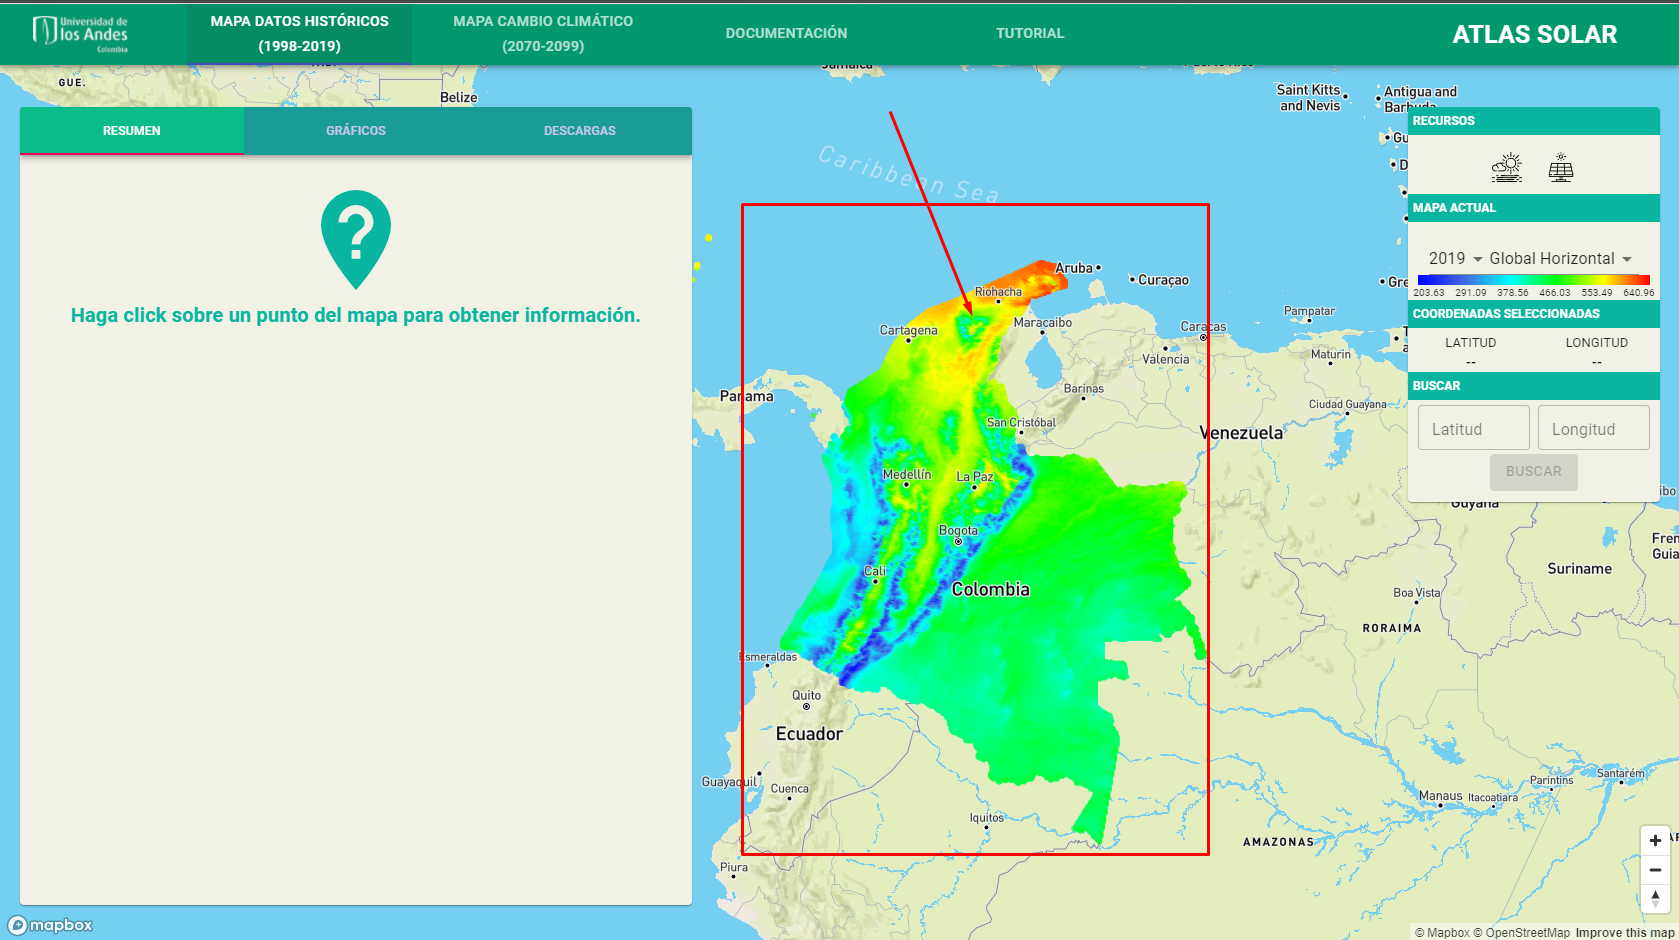 Universidad de
los Andes
Colombia
MAPA DATOS HISTÓRICOS
(1998-2019)
MAPA CAMBIO CLIMÁTICO
(2070-2099)
DOCUMENTACIÓN
TUTORIAL
ATLAS SOLAR
GUE.
Belize
Jamaica
Saint Kitts
and Nevis
Antigua and
Barbuda
RESUMEN
GRÁFICOS
DESCARGAS
Haga click sobre un punto del mapa para obtener información.
Caribbean Sea
RECURSOS
MAPA ACTUAL
2019
Global Horizontal
203.63 291.09 378.56 466.03 553.49 640.96
COORDENADAS SELECCIONADAS
LATITUD LONGITUD
-- --
BUSCAR
Latitud
Longitud
BUSCAR
Aruba
Curaçao
Riohacha
Cartagena
Maracaibo
Caracas
Pampatar
Valencia
Maturin
Barinas
Panama
Ciudad Guayana
San Cristóbal
Venezuela
Medellín
La Paz
Guyana
Bogota
Suriname
Cali
Colombia
Boa Vista
RORAIMA
Esmeraldas
Quito
Ecuador
Guayaquil
Cuenca
Parintins
Santarém
Manaus
Itacoatiara
Iquitos
AMAZONAS
Piura
mapbox
© Mapbox © OpenStreetMap Improve this map